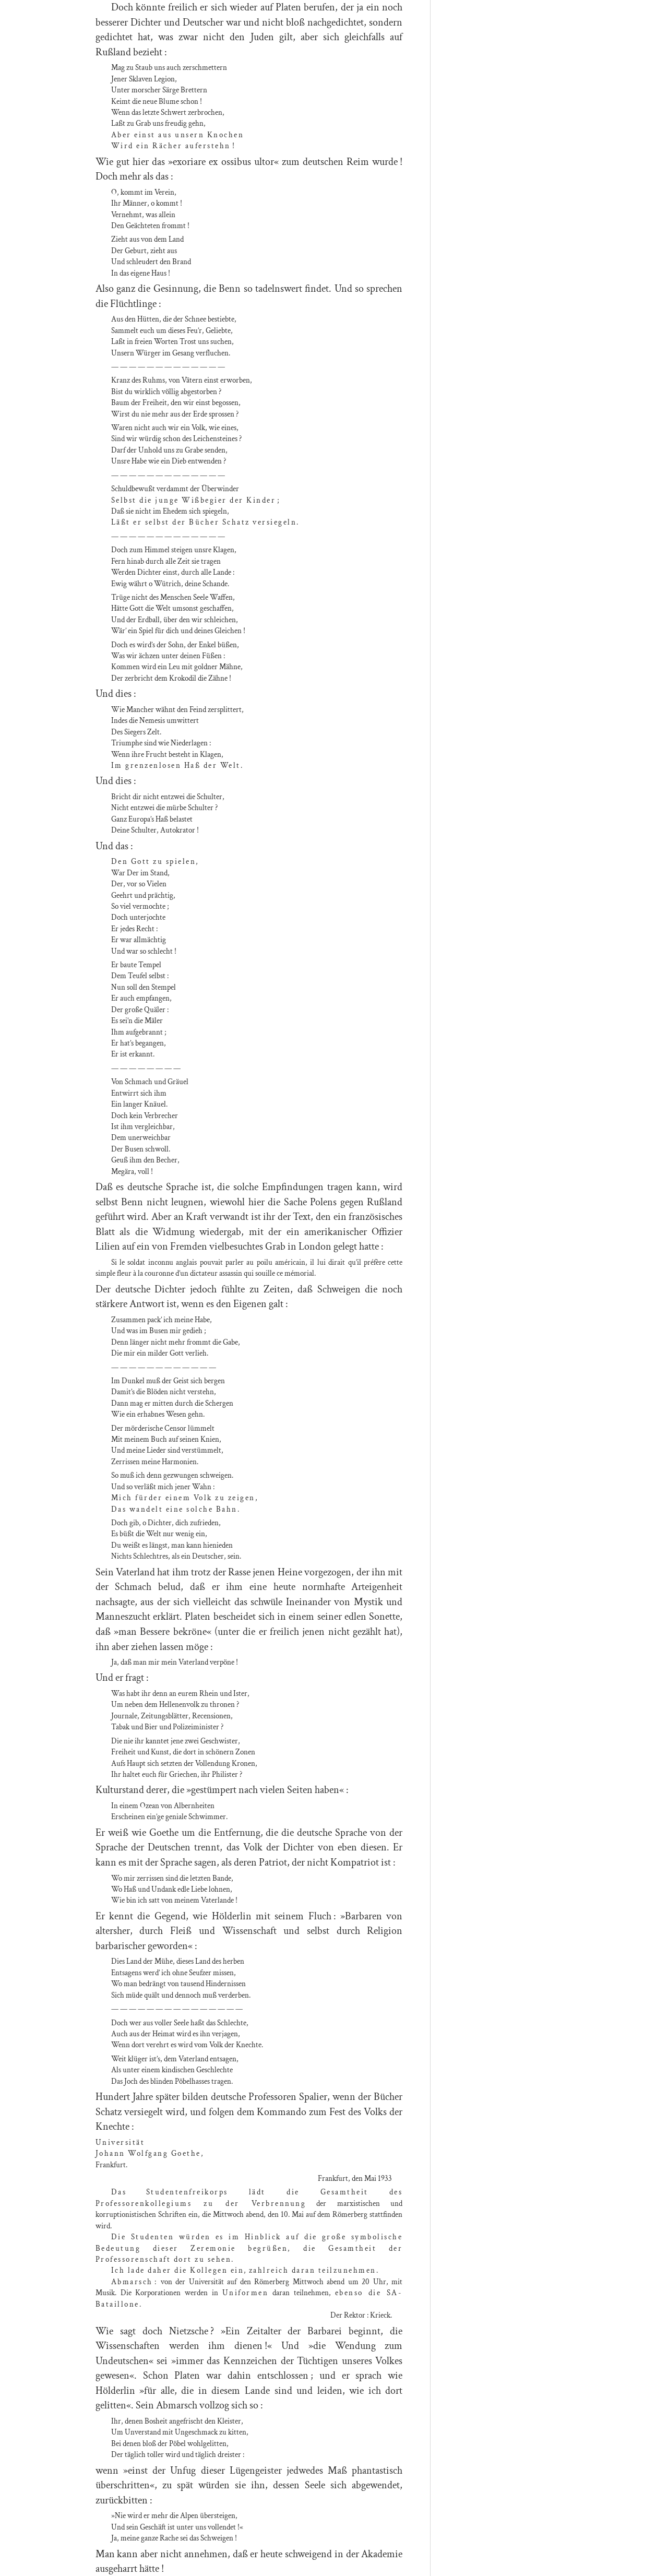 Doch könnte freilich er sich wieder auf Platen berufen, der ja ein noch
besserer Dichter und Deutscher war und nicht bloß nachgedichtet, sondern
gedichtet hat, was zwar nicht den Juden gilt, aber sich gleichfalls auf
Rußland bezieht :
Mag zu Staub uns auch zerschmettern
Jener Sklaven Legion,
Unter morscher Särge Brettern
Keimt die neue Blume schon !
Wenn das letzte Schwert zerbrochen,
Laßt zu Grab uns freudig gehn,
Aber einst aus unsern Knochen
Wird ein Rächer auferstehn !
Wie gut hier das »exoriare ex ossibus ultor« zum deutschen Reim wurde !
Doch mehr als das :
O, kommt im Verein,
Ihr Männer, o kommt !
Vernehmt, was allein
Den Geächteten frommt !
Zieht aus von dem Land
Der Geburt, zieht aus
Und schleudert den Brand
In das eigene Haus !
Also ganz die Gesinnung, die Benn so tadelnswert findet. Und so sprechen
die Flüchtlinge :
Aus den Hütten, die der Schnee bestiebte,
Sammelt euch um dieses Feu'r, Geliebte,
Laßt in freien Worten Trost uns suchen,
Unsern Würger im Gesang verfluchen.
— — — — — — — — — — — — —
Kranz des Ruhms, von Vätern einst erworben,
Bist du wirklich völlig abgestorben ?
Baum der Freiheit, den wir einst begossen,
Wirst du nie mehr aus der Erde sprossen ?
Waren nicht auch wir ein Volk, wie eines,
Sind wir würdig schon des Leichensteines ?
Darf der Unhold uns zu Grabe senden,
Unsre Habe wie ein Dieb entwenden ?
— — — — — — — — — — — — —
Schuldbewußt verdammt der Überwinder
Selbst die junge Wißbegier der Kinder ;
Daß sie nicht im Ehedem sich spiegeln,
Läßt er selbst der Bücher Schatz versiegeln.
— — — — — — — — — — — — —
Doch zum Himmel steigen unsre Klagen,
Fern hinab durch alle Zeit sie tragen
Werden Dichter einst, durch alle Lande :
Ewig währt o Wütrich, deine Schande.
Trüge nicht des Menschen Seele Waffen,
Hätte Gott die Welt umsonst geschaffen,
Und der Erdball, über den wir schleichen,
Wär' ein Spiel für dich und deines Gleichen !
Doch es wird's der Sohn, der Enkel büßen,
Was wir ächzen unter deinen Füßen :
Kommen wird ein Leu mit goldner Mähne,
Der zerbricht dem Krokodil die Zähne !
Und dies :
Wie Mancher wähnt den Feind zersplittert,
Indes die Nemesis umwittert
Des Siegers Zelt.
Triumphe sind wie Niederlagen :
Wenn ihre Frucht besteht in Klagen,
Im grenzenlosen Haß der Welt.
Und dies :
Bricht dir nicht entzwei die Schulter,
Nicht entzwei die mürbe Schulter ?
Ganz Europa's Haß belastet
Deine Schulter, Autokrator !
Und das :
Den Gott zu spielen,
War Der im Stand,
Der, vor so Vielen
Geehrt und prächtig,
So viel vermochte ;
Doch unterjochte
Er jedes Recht :
Er war allmächtig
Und war so schlecht !
Er baute Tempel
Dem Teufel selbst :
Nun soll den Stempel
Er auch empfangen,
Der große Quäler :
Es sei'n die Mäler
Ihm aufgebrannt ;
Er hat's begangen,
Er ist erkannt.
— — — — — — — —
Von Schmach und Gräuel
Entwirrt sich ihm
Ein langer Knäuel.
Doch kein Verbrecher
Ist ihm vergleichbar,
Dem unerweichbar
Der Busen schwoll.
Geuß ihm den Becher,
Megära, voll !
Daß es deutsche Sprache ist, die solche Empfindungen tragen kann, wird
selbst Benn nicht leugnen, wiewohl hier die Sache Polens gegen Rußland
geführt wird. Aber an Kraft verwandt ist ihr der Text, den ein französisches
Blatt als die Widmung wiedergab, mit der ein amerikanischer Offizier
Lilien auf ein von Fremden vielbesuchtes Grab in London gelegt hatte :
Si le soldat inconnu anglais pouvait parler au poilu américain, il lui dirait qu'il préfère cette
simple fleur à la couronne d'un dictateur assassin qui souille ce mémorial.
Der deutsche Dichter jedoch fühlte zu Zeiten, daß Schweigen die noch
stärkere Antwort ist, wenn es den Eigenen galt :
Zusammen pack' ich meine Habe,
Und was im Busen mir gedieh ;
Denn länger nicht mehr frommt die Gabe,
Die mir ein milder Gott verlieh.
— — — — — — — — — — — —
Im Dunkel muß der Geist sich bergen
Damit's die Blöden nicht verstehn,
Dann mag er mitten durch die Schergen
Wie ein erhabnes Wesen gehn.
Der mörderische Censor lümmelt
Mit meinem Buch auf seinen Knien,
Und meine Lieder sind verstümmelt,
Zerrissen meine Harmonien.
So muß ich denn gezwungen schweigen.
Und so verläßt mich jener Wahn :
Mich fürder einem Volk zu zeigen,
Das wandelt eine solche Bahn.
Doch gib, o Dichter, dich zufrieden,
Es büßt die Welt nur wenig ein,
Du weißt es längst, man kann hienieden
Nichts Schlechtres, als ein Deutscher, sein.
Sein Vaterland hat ihm trotz der Rasse jenen Heine vorgezogen, der ihn mit
der Schmach belud, daß er ihm eine heute normhafte Arteigenheit
nachsagte, aus der sich vielleicht das schwüle Ineinander von Mystik und
Manneszucht erklärt. Platen bescheidet sich in einem seiner edlen Sonette,
daß »man Bessere bekröne« (unter die er freilich jenen nicht gezählt hat),
ihn aber ziehen lassen möge :
Ja, daß man mir mein Vaterland verpöne !
Und er fragt :
Was habt ihr denn an eurem Rhein und Ister,
Um neben dem Hellenenvolk zu thronen ?
Journale, Zeitungsblätter, Recensionen,
Tabak und Bier und Polizeiminister ?
Die nie ihr kanntet jene zwei Geschwister,
Freiheit und Kunst, die dort in schönern Zonen
Aufs Haupt sich setzten der Vollendung Kronen,
Ihr haltet euch für Griechen, ihr Philister ?
Kulturstand derer, die »gestümpert nach vielen Seiten haben« :
In einem Ozean von Albernheiten
Erscheinen ein'ge geniale Schwimmer.
Er weiß wie Goethe um die Entfernung, die die deutsche Sprache von der
Sprache der Deutschen trennt, das Volk der Dichter von eben diesen. Er
kann es mit der Sprache sagen, als deren Patriot, der nicht Kompatriot ist :
Wo mir zerrissen sind die letzten Bande,
Wo Haß und Undank edle Liebe lohnen,
Wie bin ich satt von meinem Vaterlande !
Er kennt die Gegend, wie Hölderlin mit seinem Fluch : »Barbaren von
altersher, durch Fleiß und Wissenschaft und selbst durch Religion
barbarischer geworden« :
Dies Land der Mühe, dieses Land des herben
Entsagens werd' ich ohne Seufzer missen,
Wo man bedrängt von tausend Hindernissen
Sich müde quält und dennoch muß verderben.
— — — — — — — — — — — — — — —
Doch wer aus voller Seele haßt das Schlechte,
Auch aus der Heimat wird es ihn verjagen,
Wenn dort verehrt es wird vom Volk der Knechte.
Weit klüger ist's, dem Vaterland entsagen,
Als unter einem kindischen Geschlechte
Das Joch des blinden Pöbelhasses tragen.
Hundert Jahre später bilden deutsche Professoren Spalier, wenn der Bücher
Schatz versiegelt wird, und folgen dem Kommando zum Fest des Volks der
Knechte :
Universität
Johann Wolfgang Goethe,
Frankfurt.
Frankfurt, den Mai 1933
Das Studentenfreikorps lädt die Gesamtheit des
Professorenkollegiums zu der Verbrennung der marxistischen und
korruptionistischen Schriften ein, die Mittwoch abend, den 10. Mai auf dem Römerberg stattfinden
wird.
Die Studenten würden es im Hinblick auf die große symbolische
Bedeutung dieser Zeremonie begrüßen, die Gesamtheit der
Professorenschaft dort zu sehen.
Ich lade daher die Kollegen ein, zahlreich daran teilzunehmen.
Abmarsch : von der Universität auf den Römerberg Mittwoch abend um 20 Uhr, mit
Musik. Die Korporationen werden in Uniformen daran teilnehmen, ebenso die SA-
Bataillone.
Der Rektor : Krieck.
Wie sagt doch Nietzsche ? »Ein Zeitalter der Barbarei beginnt, die
Wissenschaften werden ihm dienen !« Und »die Wendung zum
Undeutschen« sei »immer das Kennzeichen der Tüchtigen unseres Volkes
gewesen«. Schon Platen war dahin entschlossen ; und er sprach wie
Hölderlin »für alle, die in diesem Lande sind und leiden, wie ich dort
gelitten«. Sein Abmarsch vollzog sich so :
Ihr, denen Bosheit angefrischt den Kleister,
Um Unverstand mit Ungeschmack zu kitten,
Bei denen bloß der Pöbel wohlgelitten,
Der täglich toller wird und täglich dreister :
wenn »einst der Unfug dieser Lügengeister jedwedes Maß phantastisch
überschritten«, zu spät würden sie ihn, dessen Seele sich abgewendet,
zurückbitten :
»Nie wird er mehr die Alpen übersteigen,
Und sein Geschäft ist unter uns vollendet !«
Ja, meine ganze Rache sei das Schweigen !
Man kann aber nicht annehmen, daß er heute schweigend in der Akademie
ausgeharrt hätte !